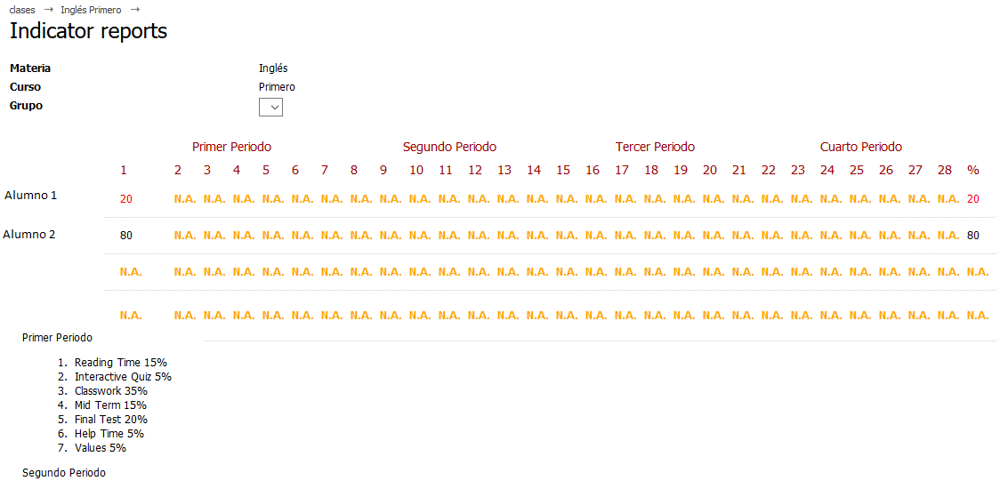 clases → Inglés Primero →
Indicator reports
Materia Inglés
Curso Primero
Grupo
Primer Periodo Segundo Periodo Tercer Periodo Cuarto Periodo
1 2 3 4 5 6 7 8 9 10 11 12 13 14 15 16 17 18 19 20 21 22 23 24 25 26 27 28 %
Alumno 1 20 N.A. N.A. N.A. N.A. N.A. N.A. N.A. N.A. N.A. N.A. N.A. N.A. N.A. N.A. N.A. N.A. N.A. N.A. N.A. N.A. N.A. N.A. N.A. N.A. N.A. N.A. N.A. 20
Alumno 2 80 N.A. N.A. N.A. N.A. N.A. N.A. N.A. N.A. N.A. N.A. N.A. N.A. N.A. N.A. N.A. N.A. N.A. N.A. N.A. N.A. N.A. N.A. N.A. N.A. N.A. N.A. N.A. 80
N.A. N.A. N.A. N.A. N.A. N.A. N.A. N.A. N.A. N.A. N.A. N.A. N.A. N.A. N.A. N.A. N.A. N.A. N.A. N.A. N.A. N.A. N.A. N.A. N.A. N.A. N.A. N.A. N.A.
N.A. N.A. N.A. N.A. N.A. N.A. N.A. N.A. N.A. N.A. N.A. N.A. N.A. N.A. N.A. N.A. N.A. N.A. N.A. N.A. N.A. N.A. N.A. N.A. N.A. N.A. N.A. N.A. N.A.
Primer Periodo
1. Reading Time 15%
2. Interactive Quiz 5%
3. Classwork 35%
4. Mid Term 15%
5. Final Test 20%
6. Help Time 5%
7. Values 5%
Segundo Periodo